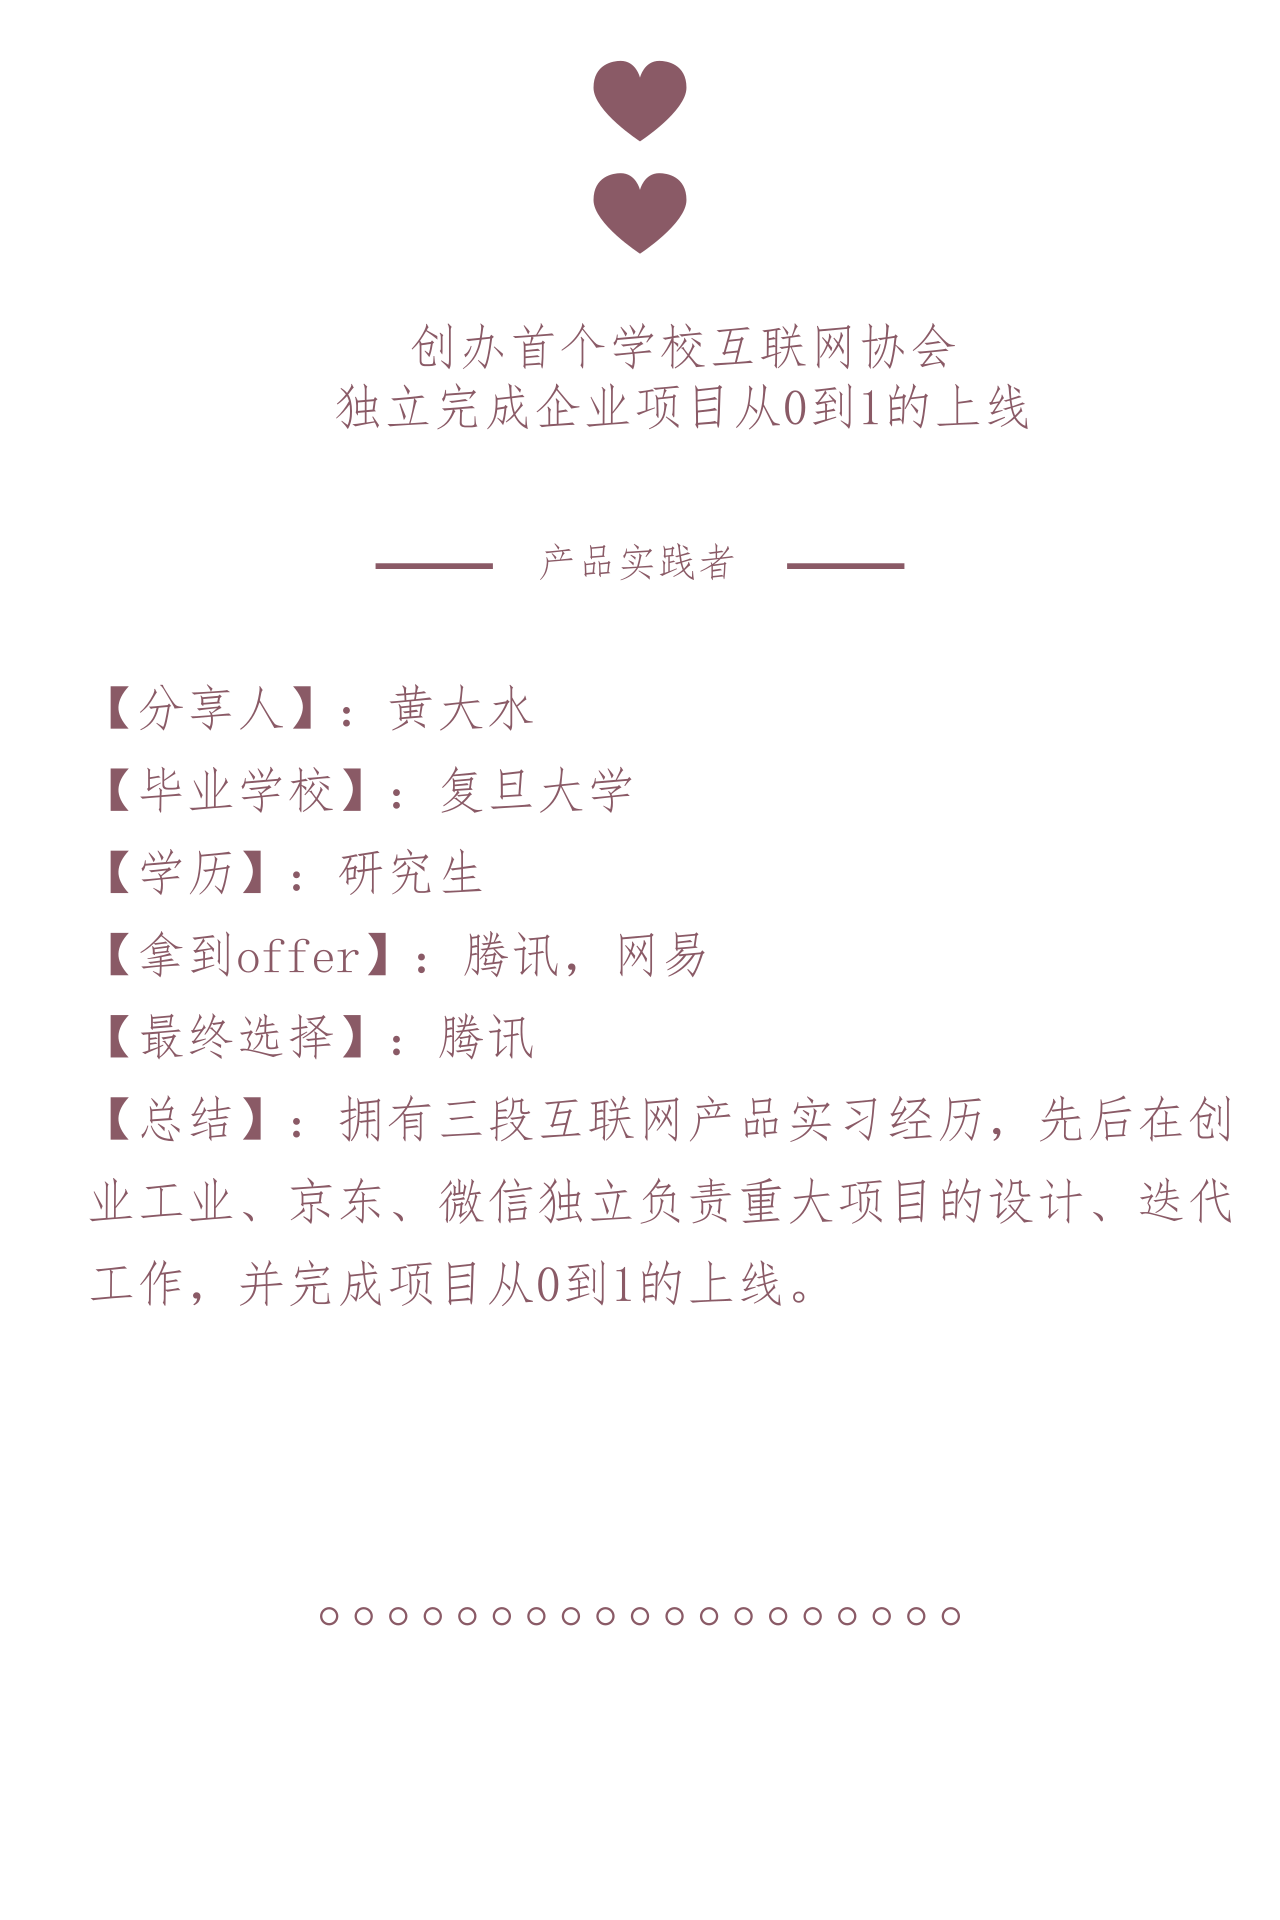 创办首个学校互联网协会
独立完成企业项目从0到1的上线
产品实践者
【分享人】：黄大水
【毕业学校】：复旦大学
【学历】：研究生
【拿到offer】：腾讯，网易
【最终选择】：腾讯
【总结】：拥有三段互联网产品实习经历，先后在创
业工业、京东、微信独立负责重大项目的设计、迭代
工作，并完成项目从0到1的上线。